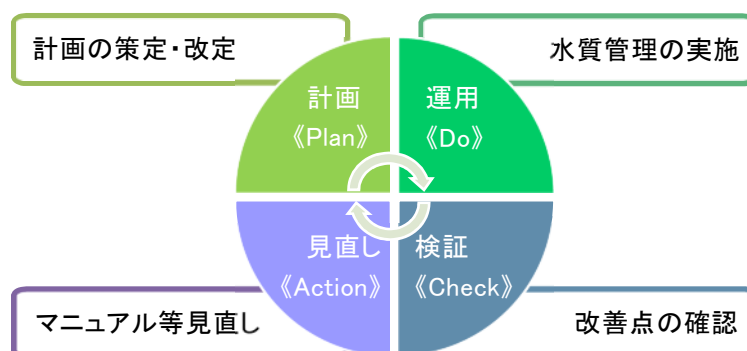 計画の策定・改定
水質管理の実施
計画
《Plan》
運用
《Do》
見直し
《Action》
検証
《Check》
マニュアル等見直し
改善点の確認